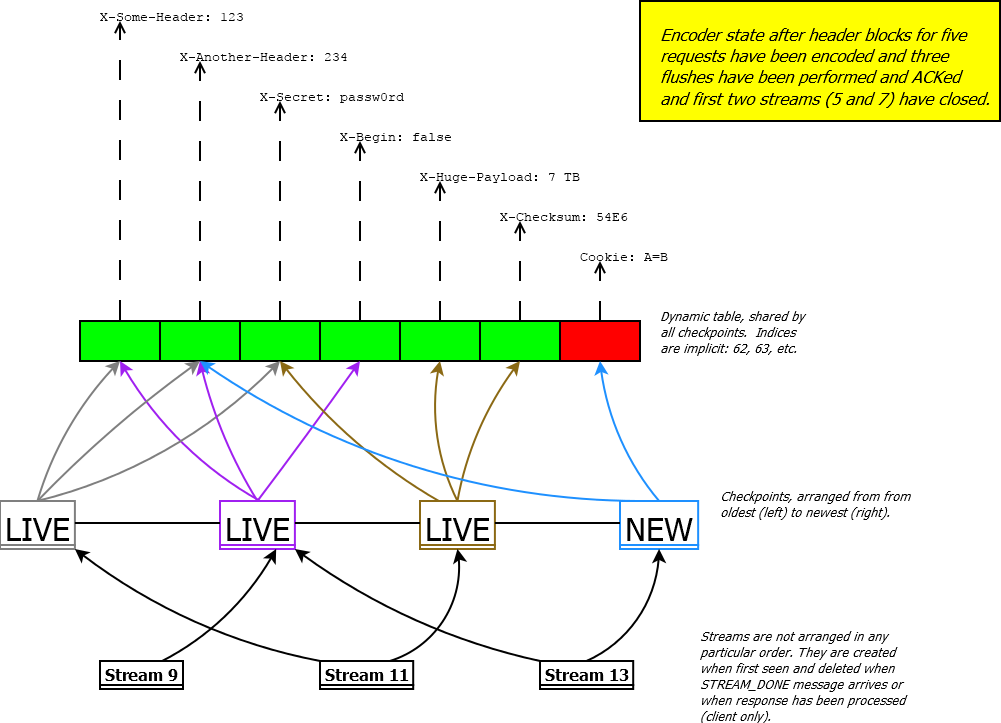 X-Some-Header: 123
X-Another-Header: 234
X-Secret: passw0rd
X-Begin: false
X-Huge-Payload: 7 TB
X-Checksum: 54E6
Cookie: A=B
Encoder state after header blocks for five
requests have been encoded and three
flushes have been performed and ACKed
and first two streams (5 and 7) have closed.
Dynamic table, shared by
all checkpoints.  Indices
are implicit: 62, 63, etc.
LIVE
LIVE
LIVE
NEW
Checkpoints, arranged from from
oldest (left) to newest (right).
Stream 9
Stream 11
Stream 13
Streams are not arranged in any
particular order. They are created
when first seen and deleted when
STREAM_DONE message arrives or
when response has been processed
(client only).